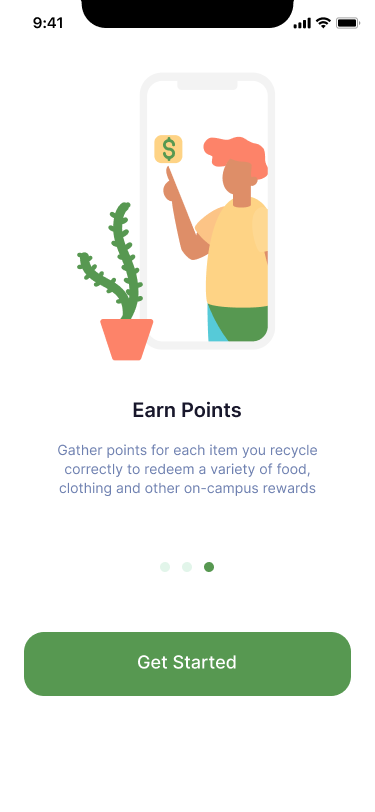 9:41
$
Earn Points
Gather points for each item you recycle
correctly to redeem a variety of food,
clothing and other on-campus rewards
Get Started